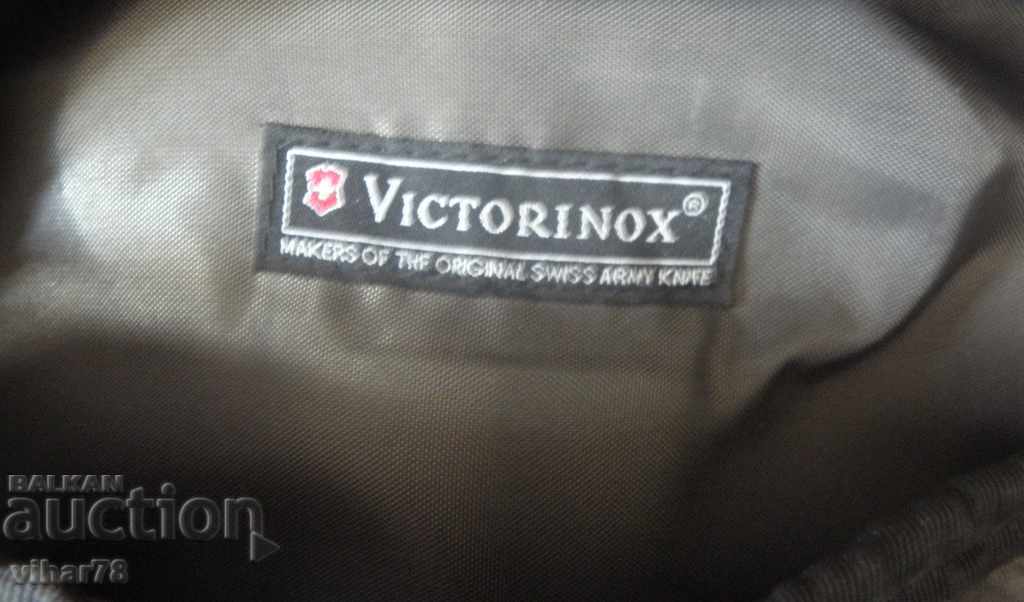 VICTORINOX®
MAKERS OF THE ORIGINAL SWISS ARMY KNIFE
BALKAN
auction
vihar78